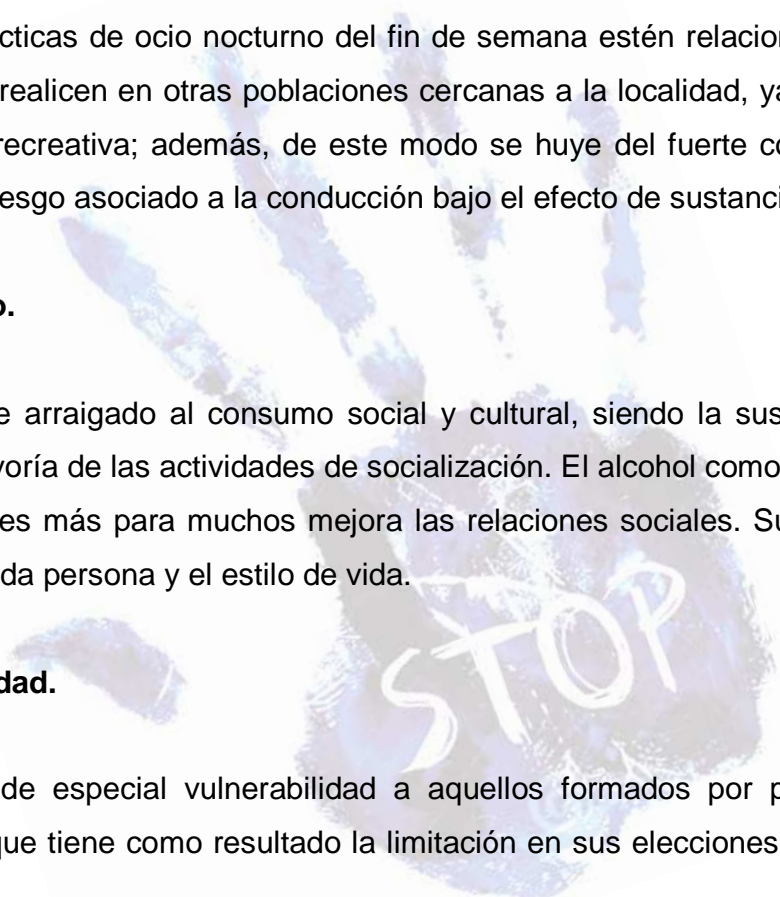 cticas de ocio nocturno del fin de semana estén relacion
realicen en otras poblaciones cercanas a la localidad, ya
recreativa; además, de este modo se huye del fuerte co
esgo asociado a la conducción bajo el efecto de sustanci
o.
e arraigado al consumo social y cultural, siendo la sus
yoría de las actividades de socialización. El alcohol como
es más para muchos mejora las relaciones sociales. Su
da persona y el estilo de vida.
STOP
dad.
de especial vulnerabilidad a aquellos formados por p
que tiene como resultado la limitación en sus elecciones